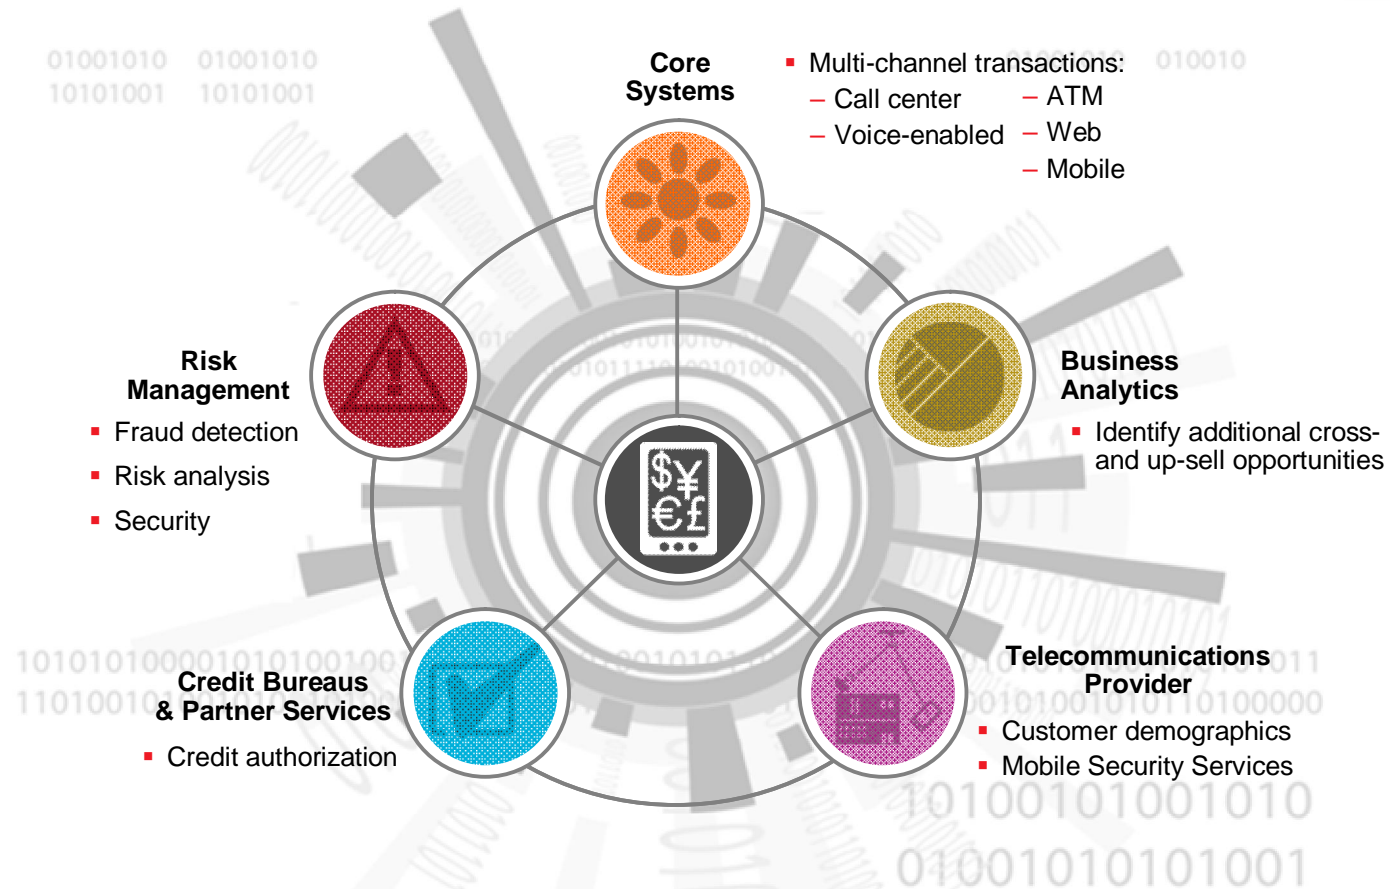 01001010 01001010
10101001 10101001
010010
Core
Systems
Multi-channel transactions:
– Call center
– Voice-enabled
– ATM
– Web
– Mobile
Business
Analytics
Identify additional cross-
and up-sell opportunities
Risk
Management
Fraud detection
Risk analysis
Security
$¥
€£
Telecommunications
Provider
Customer demographics
Mobile Security Services
Credit Bureaus
& Partner Services
Credit authorization
10100101001010
01001010101001